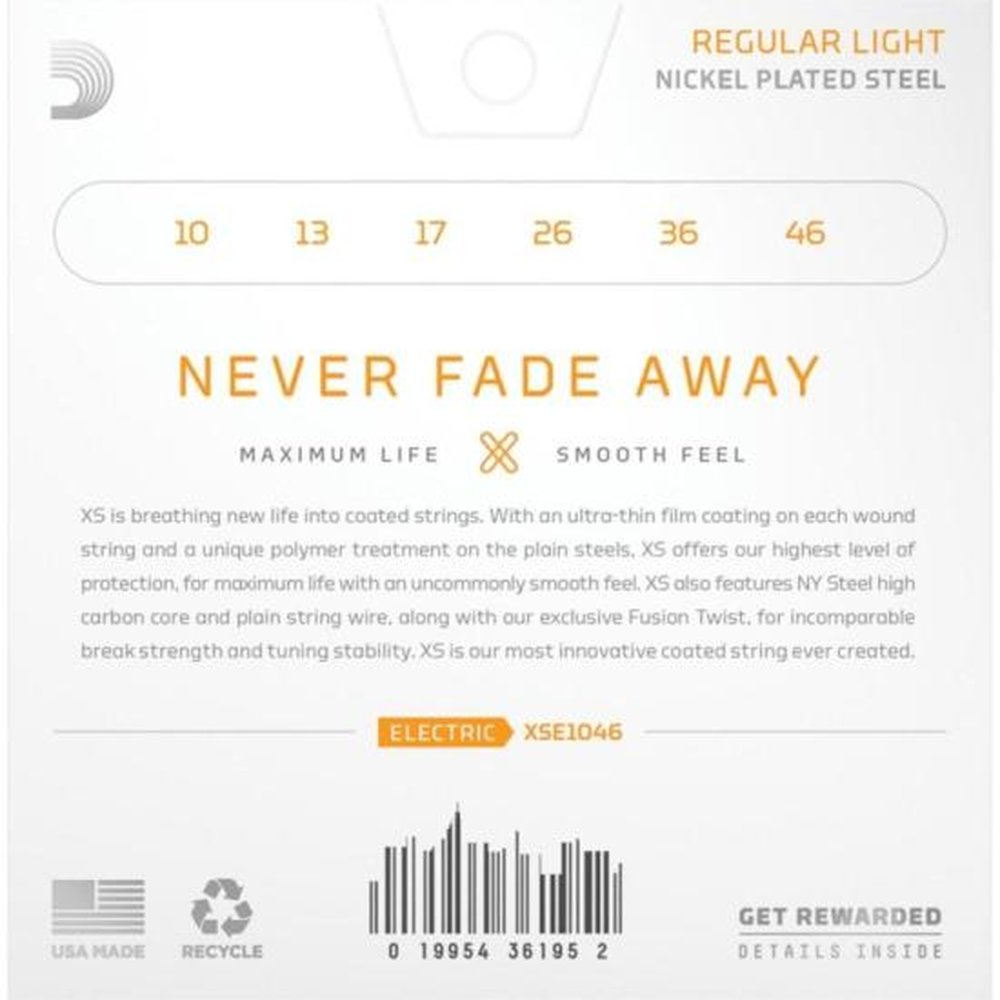 REGULAR LIGHT
NICKEL PLATED STEEL
10 13 17 26 36 46
NEVER FADE AWAY
MAXIMUM LIFE SMOOTH FEEL
XS is breathing new life into coated strings. With an ultra-thin film coating on each wound
string and a unique polymer treatment on the plain steels, XS offers our highest level of
protection, for maximum life with an uncommonly smooth feel. XS also features NY Steel high
carbon core and plain string wire, along with our exclusive Fusion Twist, for incomparable
break strength and tuning stability. XS is our most innovative coated string ever created.
ELECTRIC XSE1046
USA MADE
RECYCLE
0 19954 36195 2
GET REWARDED
DETAILS INSIDE